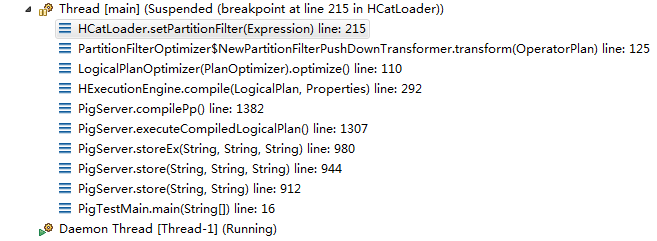 Thread [main] (Suspended (breakpoint at line 215 in HCatLoader))
HCatLoader.setPartitionFilter(Expression) line: 215
PartitionFilterOptimizer$NewPartitionFilterPushDownTransformer.transform(OperatorPlan) line: 125
LogicalPlanOptimizer(PlanOptimizer).optimize() line: 110
HExecutionEngine.compile(LogicalPlan, Properties) line: 292
PigServer.compilePp() line: 1382
PigServer.executeCompiledLogicalPlan() line: 1307
PigServer.storeEx(String, String, String) line: 980
PigServer.store(String, String, String) line: 944
PigServer.store(String, String) line: 912
PigTestMain.main(String[]) line: 16
Daemon Thread [Thread-1] (Running)